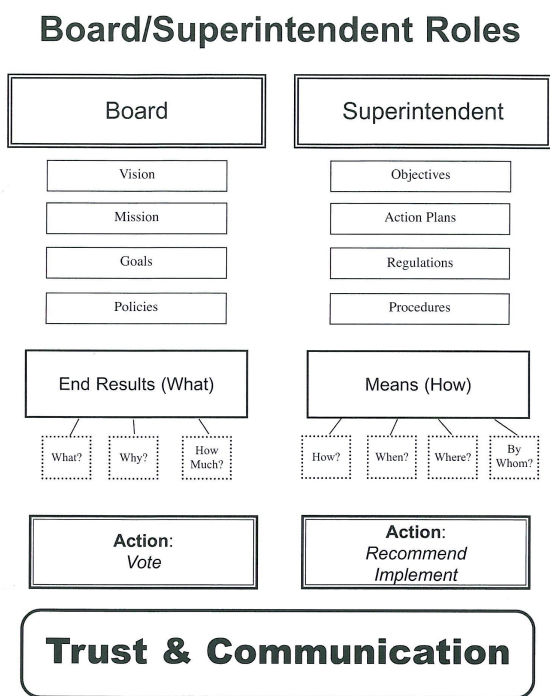 Board/Superintendent Roles
Board
Superintendent
Vision
Objectives
Mission
Action Plans
Goals
Regulations
Policies
Procedures
End Results (What)
Means (How)
What?
Why?
How
Much?
How?
When?
Where?
By
Whom?
Action:
Vote
Action:
Recommend
Implement
Trust & Communication